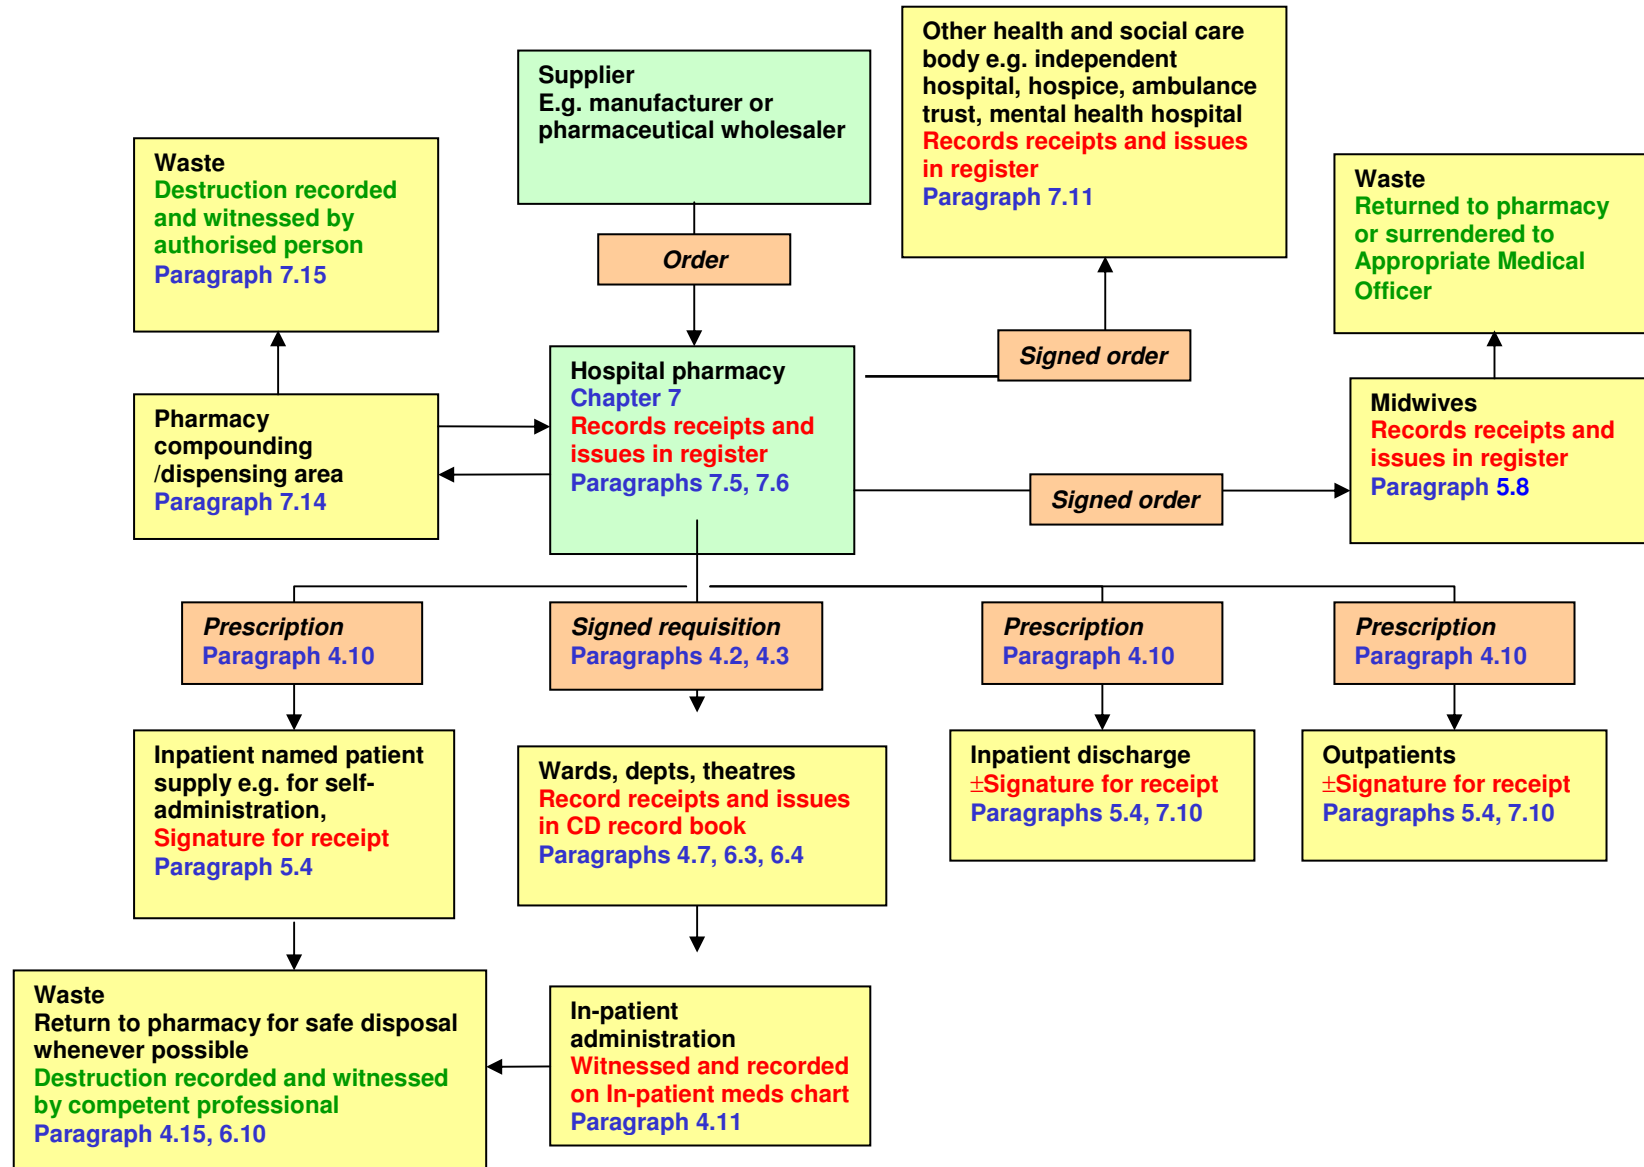 Supplier
E.g. manufacturer or
pharmaceutical wholesaler
Other health and social care
body e.g. independent
hospital, hospice, ambulance
trust, mental health hospital
Records receipts and issues
in register
Paragraph 7.11
Waste
Destruction recorded
and witnessed by
authorised person
Paragraph 7.15
Waste
Returned to pharmacy
or surrendered to
Appropriate Medical
Officer
Order
Signed order
Hospital pharmacy
Chapter 7
Records receipts and
issues in register
Paragraphs 7.5, 7.6
Pharmacy
compounding
/dispensing area
Paragraph 7.14
Midwives
Records receipts and
issues in register
Paragraph 5.8
Signed order
Prescription
Paragraph 4.10
Signed requisition
Paragraphs 4.2, 4.3
Prescription
Paragraph 4.10
Prescription
Paragraph 4.10
Inpatient named patient
supply e.g. for self-
administration,
Signature for receipt
Paragraph 5.4
Wards, depts, theatres
Record receipts and issues
in CD record book
Paragraphs 4.7, 6.3, 6.4
Inpatient discharge
±Signature for receipt
Paragraphs 5.4, 7.10
Outpatients
±Signature for receipt
Paragraphs 5.4, 7.10
Waste
Return to pharmacy for safe disposal
whenever possible
Destruction recorded and witnessed
by competent professional
Paragraph 4.15, 6.10
In-patient
administration
Witnessed and recorded
on In-patient meds chart
Paragraph 4.11